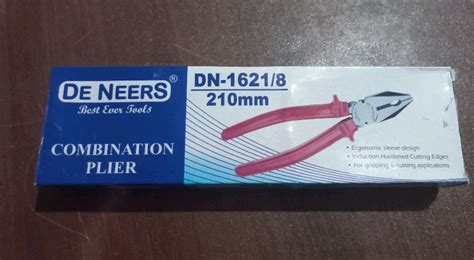 DE NEERS®
Best Ever Tools
COMBINATION
PLIER
DN-1621/8
210mm
• Ergonomic sleeve design
• Induction Hardened Cutting Edges
• For gripping & cutting applications